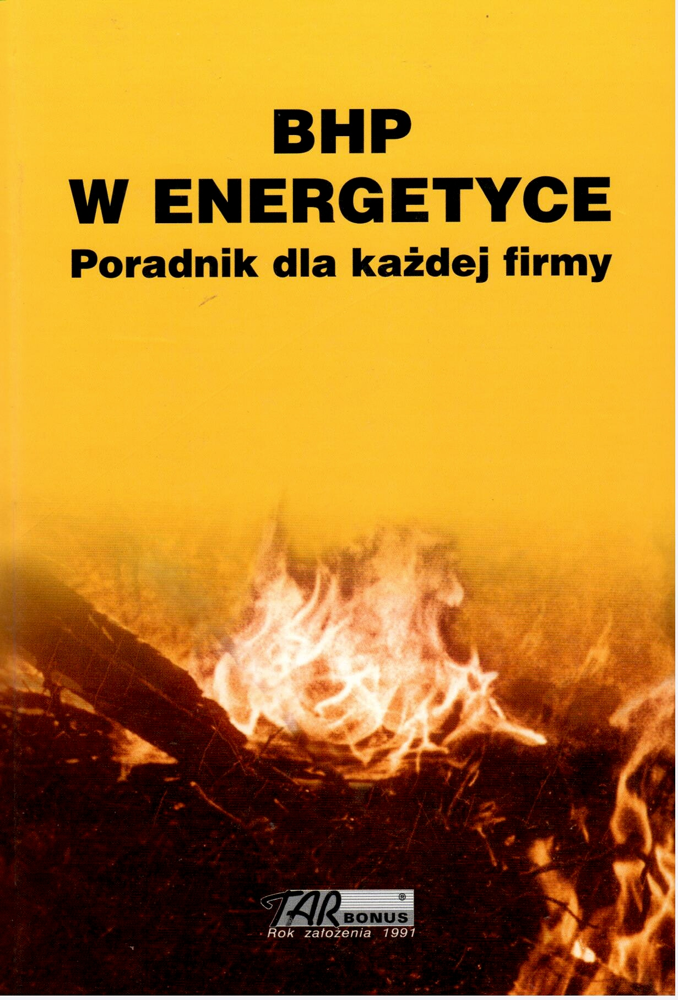 BHP
W ENERGETYCE
Poradnik dla każdej firmy
TAR BONUS ®
Rok założenia 1991